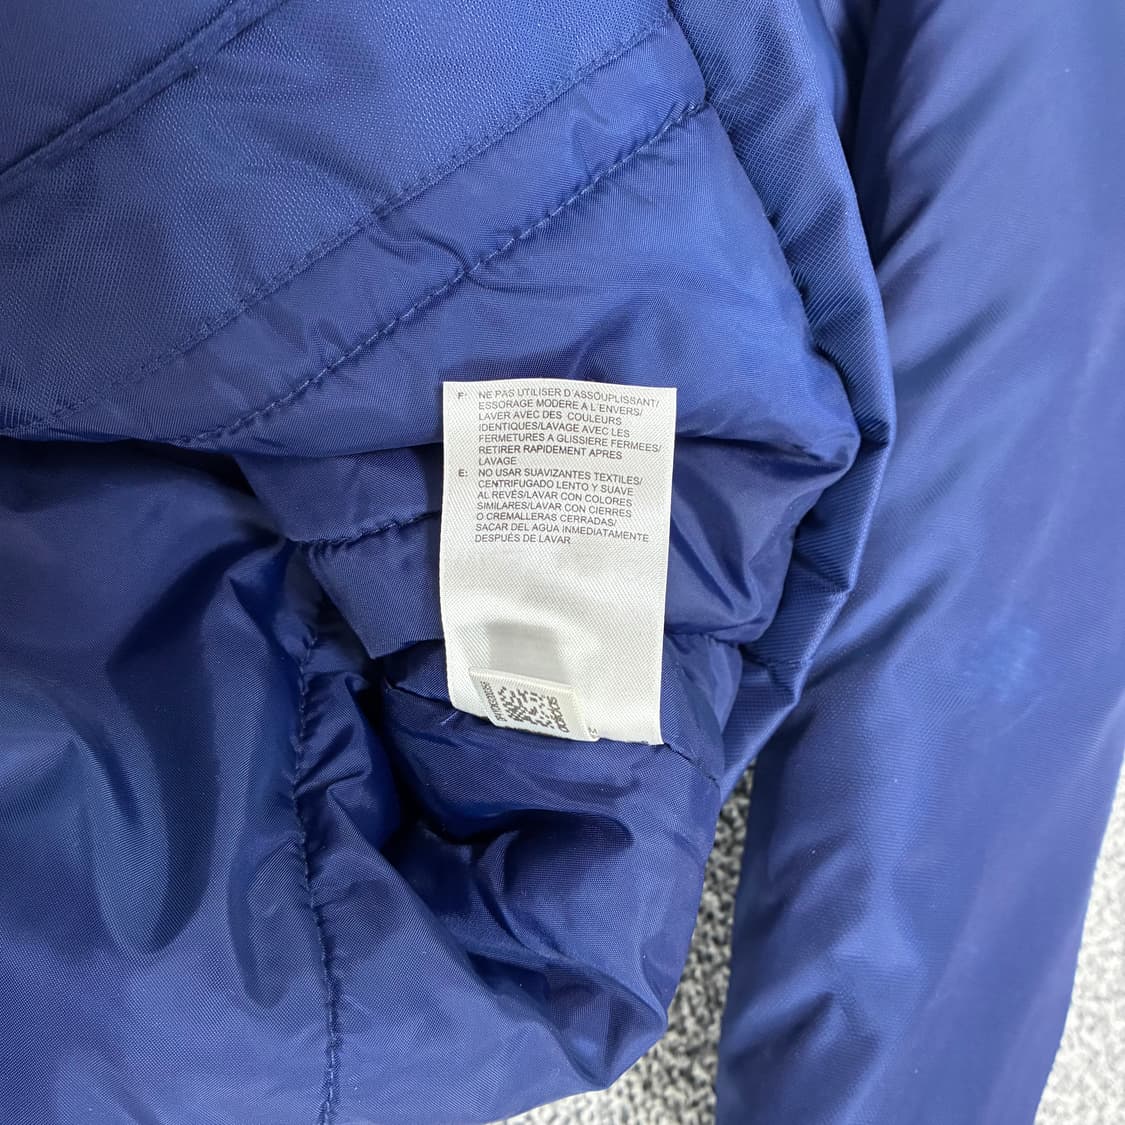 F: NE PAS UTILISER D'ASSOUPLISSANT/
ESSORAGE MODERE A L'ENVERS/
LAVER AVEC DES COULEURS
IDENTIQUES/LAVAGE AVEC LES
FERMETURES A GLISSIERE FERMEES/
RETIRER RAPIDEMENT APRES
LAVAGE
E: NO USAR SUAVIZANTES TEXTILES/
CENTRIFUGADO LENTO Y SUAVE
AL REVÉS/LAVAR CON COLORES
SIMILARES/LAVAR CON CIERRES
O CREMALLERAS CERRADAS/
SACAR DEL AGUA INMEDIATAMENTE
DESPUÉS DE LAVAR
adidas